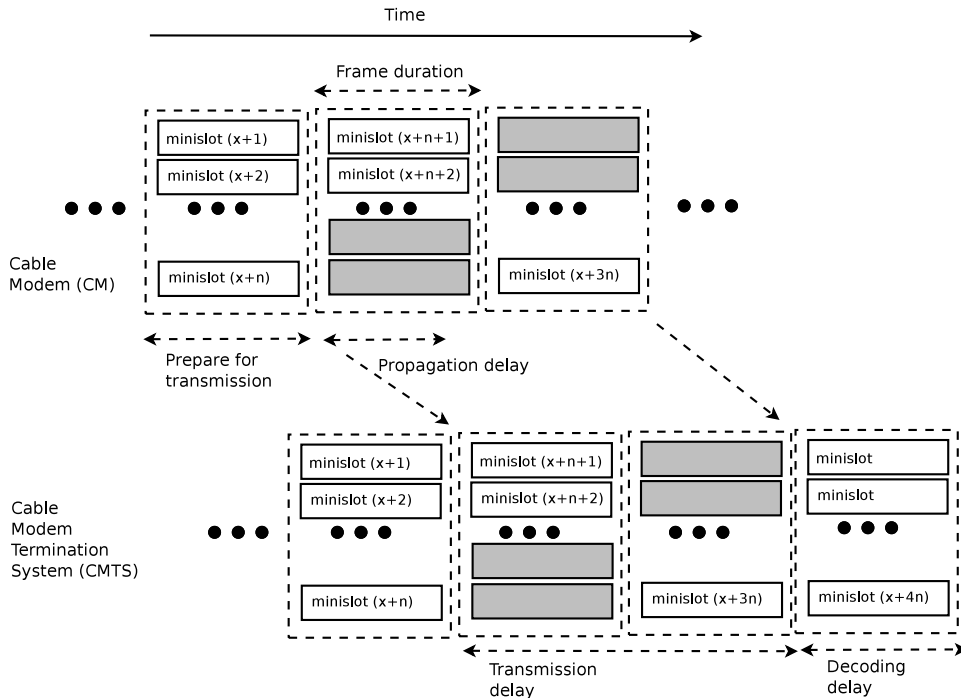 Time
Frame duration
minislot (x+1)
minislot (x+n+1)
minislot (x+2)
minislot (x+n+2)
Cable
Modem (CM)
minislot (x+n)
minislot (x+3n)
Prepare for
transmission
Propagation delay
minislot (x+1)
minislot (x+n+1)
minislot
minislot (x+2)
minislot (x+n+2)
minislot
Cable
Modem
Termination
System (CMTS)
minislot (x+n)
minislot (x+3n)
minislot (x+4n)
Transmission
delay
Decoding
delay